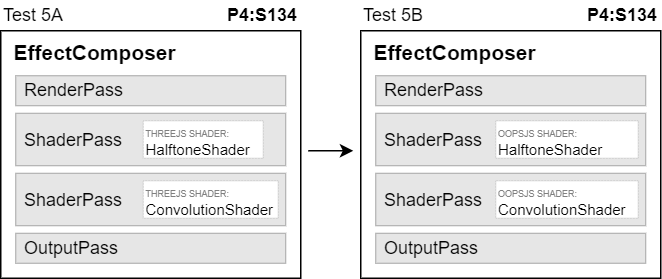 Test 5A P4:S134
EffectComposer
RenderPass
ShaderPass
THREEJS SHADER:
HalftoneShader
ShaderPass
THREEJS SHADER:
ConvolutionShader
OutputPass
Test 5B P4:S134
EffectComposer
RenderPass
ShaderPass
OOPSJS SHADER:
HalftoneShader
ShaderPass
OOPSJS SHADER:
ConvolutionShader
OutputPass